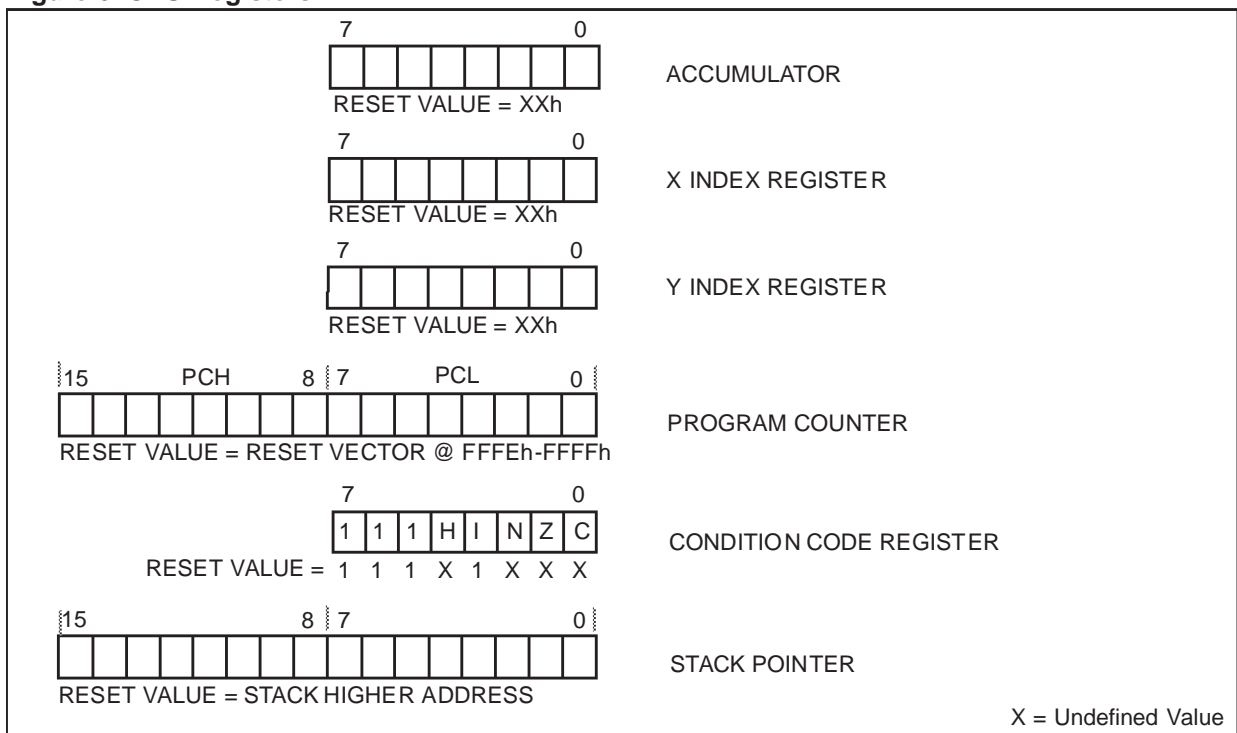 7 0
ACCUMULATOR
RESET VALUE = XXh
7 0
X INDEX REGISTER
RESET VALUE = XXh
7 0
Y INDEX REGISTER
RESET VALUE = XXh
15 PCH 8 7 PCL 0
PROGRAM COUNTER
RESET VALUE = RESET VECTOR @ FFFEh-FFFFh
7 0
1 1 1 H I N Z C
CONDITION CODE REGISTER
RESET VALUE = 1 1 1 X 1 X X X
15 8 7 0
STACK POINTER
RESET VALUE = STACK HIGHER ADDRESS
X = Undefined Value